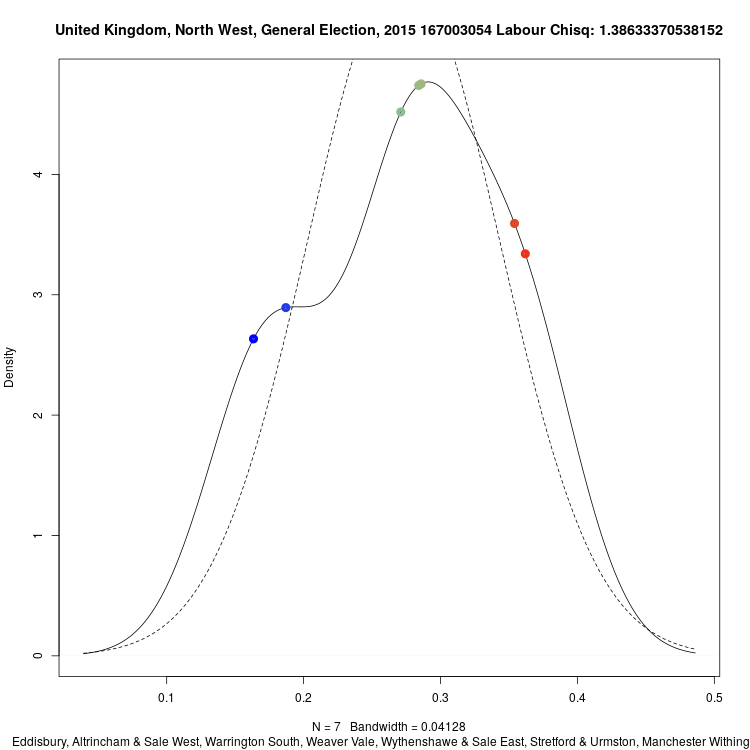 United Kingdom, North West, General Election, 2015 167003054 Labour Chisq: 1.38633370538152
Density
4
3
2
1
0
0.1 0.2 0.3 0.4 0.5
N = 7 Bandwidth = 0.04128
Eddisbury, Altrincham & Sale West, Warrington South, Weaver Vale, Wythenshawe & Sale East, Stretford & Urmston, Manchester Withing